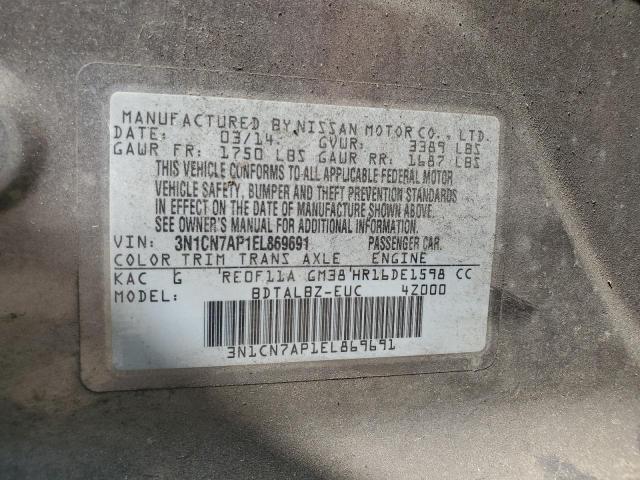 MANUFACTURED BY NISSAN MOTOR CO., LTD.
DATE: 03/14 GVWR: 3389 LBS
GAWR FR: 1750 LBS GAWR RR: 1687 LBS
THIS VEHICLE CONFORMS TO ALL APPLICABLE FEDERAL MOTOR
VEHICLE SAFETY, BUMPER AND THEFT PREVENTION STANDARDS
IN EFFECT ON THE DATE OF MANUFACTURE SHOWN ABOVE.
SEE OWNER'S MANUAL FOR ADDITIONAL INFORMATION.
VIN: 3N1CN7AP1EL869691 PASSENGER CAR.
COLOR TRIM TRANS AXLE ENGINE
KAC G RE0F11A GM38 HR16DE1598 CC
MODEL: BDTALBZ-EUC 4Z000
3N1CN7AP1EL869691